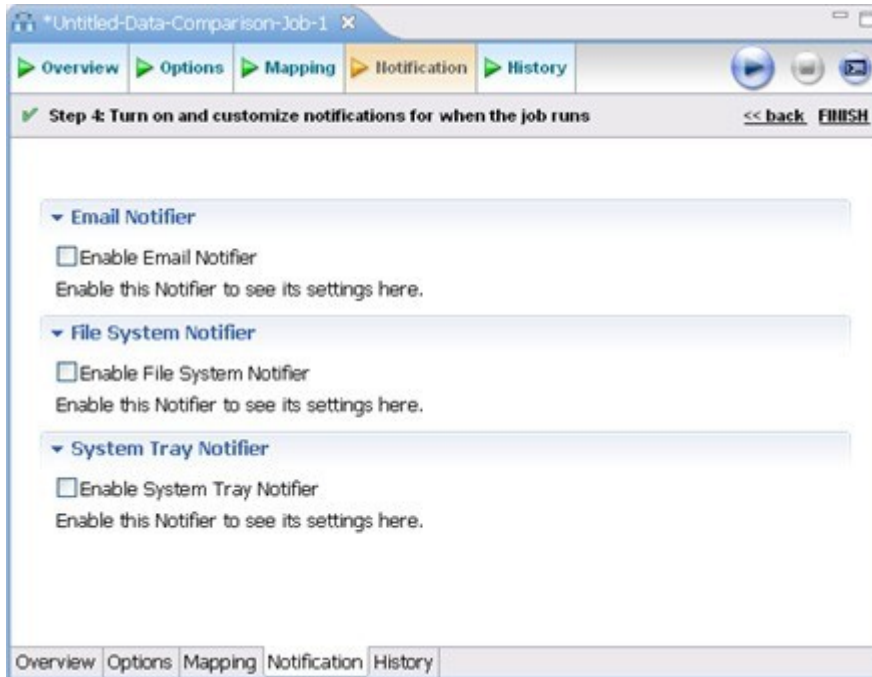 *Untitled-Data-Comparison-Job-1
Overview Options Mapping Notification History
Step 4: Turn on and customize notifications for when the job runs << back FINISH
Email Notifier
Enable Email Notifier
Enable this Notifier to see its settings here.
File System Notifier
Enable File System Notifier
Enable this Notifier to see its settings here.
System Tray Notifier
Enable System Tray Notifier
Enable this Notifier to see its settings here.
Overview Options Mapping Notification History